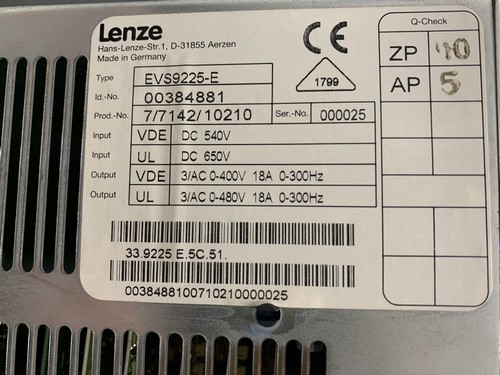 Lenze
Hans-Lenze-Str.1, D-31855 Aerzen
Made in Germany
CE
1799
Type EVS9225-E
Id.-No. 00384881
Prod.-No. 7/7142/10210 Ser.-No. 000025
Input VDE DC 540V
Input UL DC 650V
Output VDE 3/AC 0-400V 18A 0-300Hz
Output UL 3/AC 0-480V 18A 0-300Hz
33.9225 E.5C.51.
0038488100710210000025
Q-Check
ZP 40
AP 5